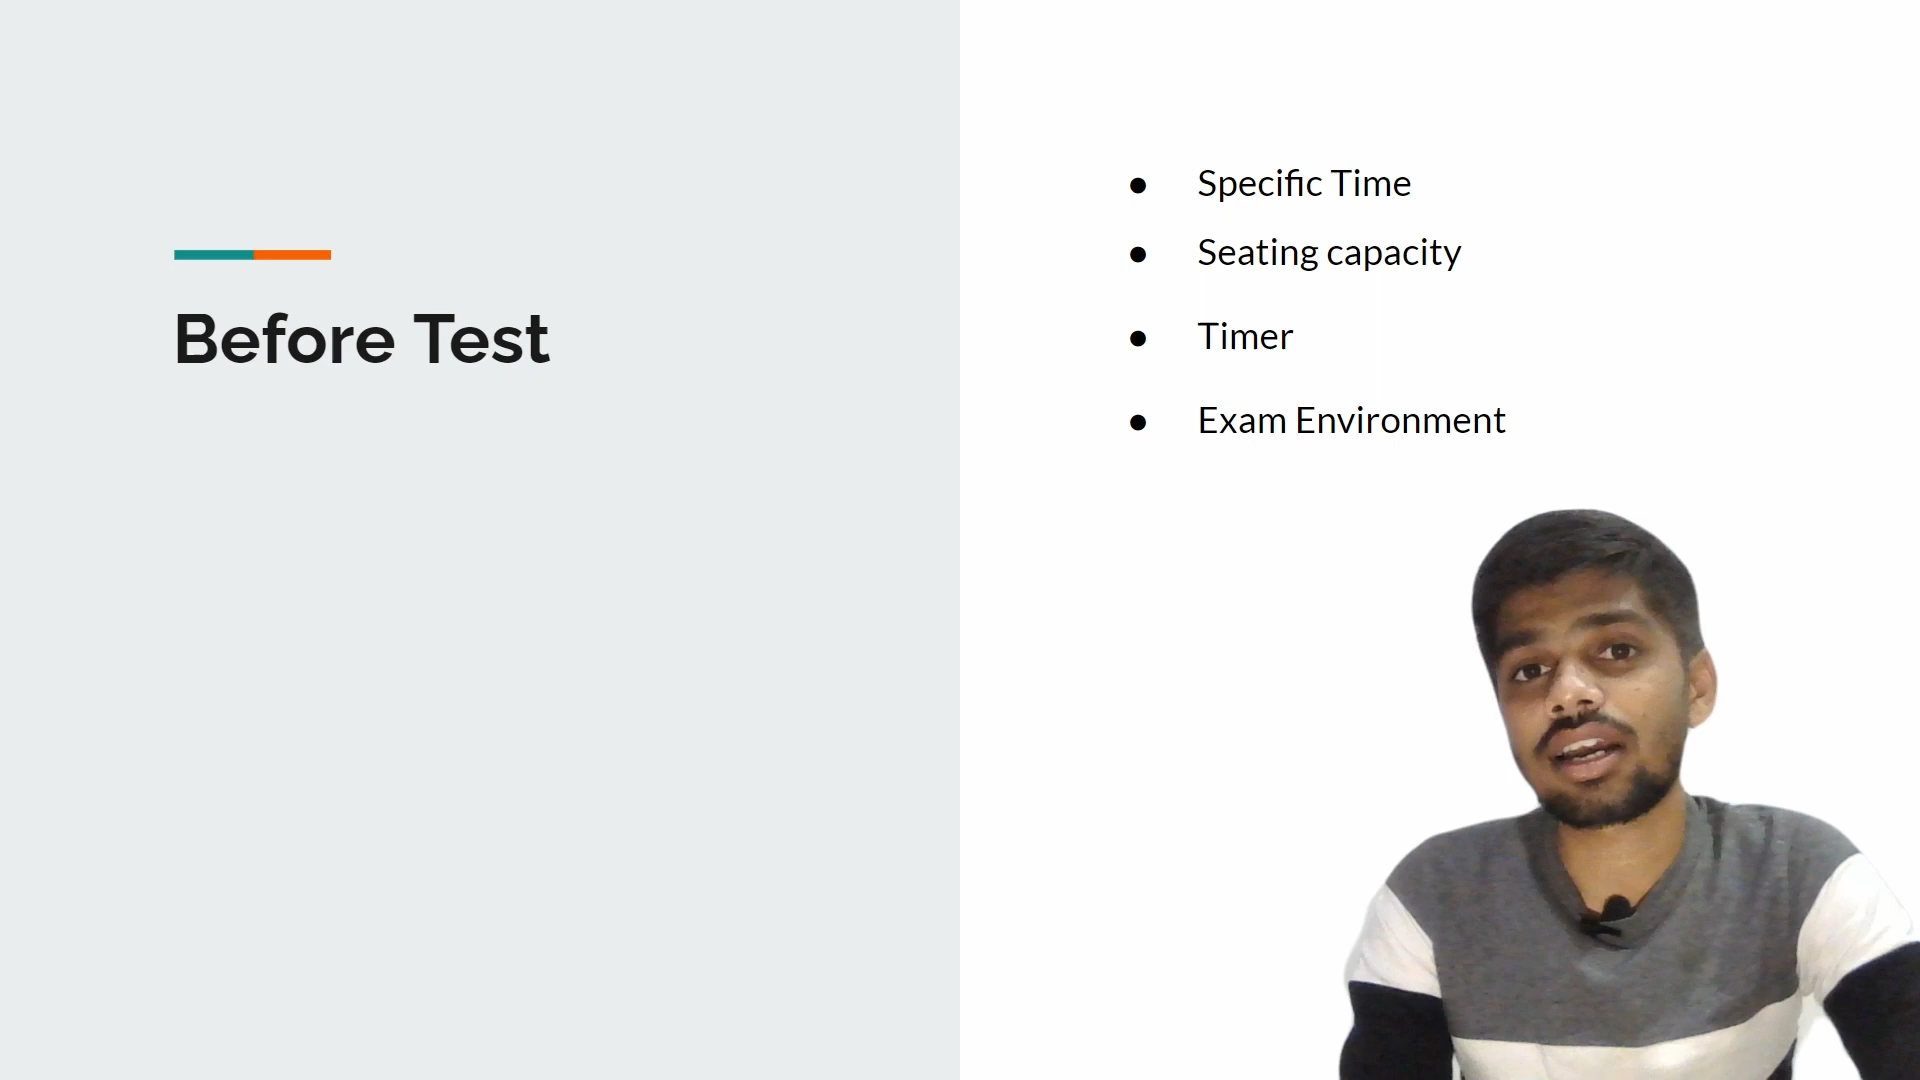 Before Test
Specific Time
Seating capacity
Timer
Exam Environment